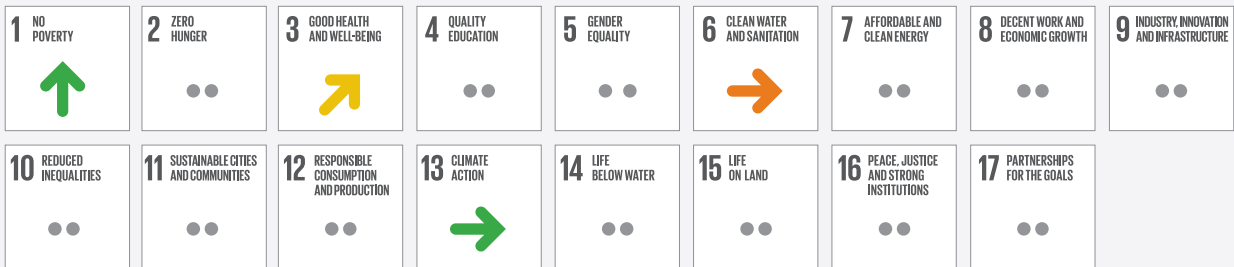 1 NO
POVERTY
2 ZERO
HUNGER
3 GOOD HEALTH
AND WELL-BEING
4 QUALITY
EDUCATION
5 GENDER
EQUALITY
6 CLEAN WATER
AND SANITATION
7 AFFORDABLE AND
CLEAN ENERGY
8 DECENT WORK AND
ECONOMIC GROWTH
9 INDUSTRY, INNOVATION
AND INFRASTRUCTURE
10 REDUCED
INEQUALITIES
11 SUSTAINABLE CITIES
AND COMMUNITIES
12 RESPONSIBLE
CONSUMPTION
AND PRODUCTION
13 CLIMATE
ACTION
14 LIFE
BELOW WATER
15 LIFE
ON LAND
16 PEACE, JUSTICE
AND STRONG
INSTITUTIONS
17 PARTNERSHIPS
FOR THE GOALS